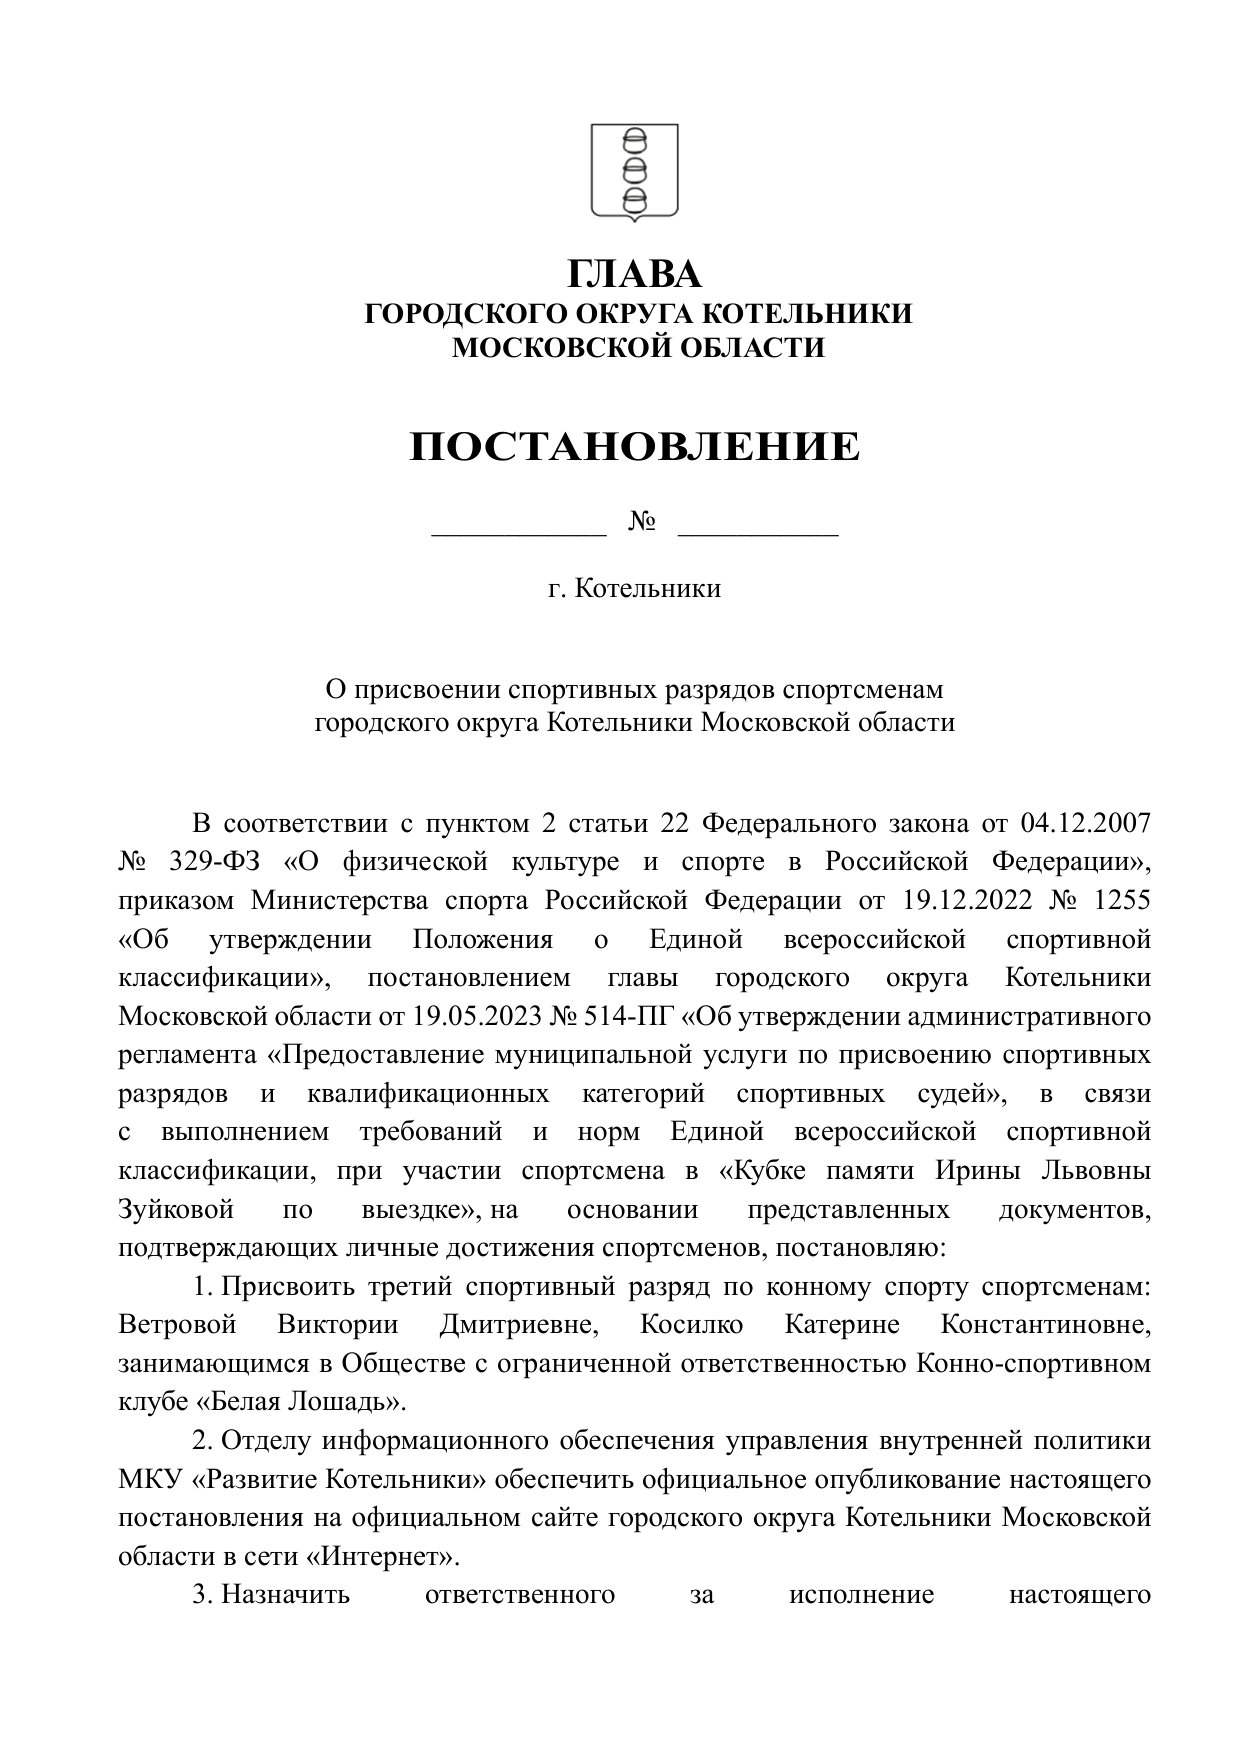 ГЛАВА
ГОРОДСКОГО ОКРУГА КОТЕЛЬНИКИ
МОСКОВСКОЙ ОБЛАСТИ
ПОСТАНОВЛЕНИЕ
____________ № ___________
г. Котельники
О присвоении спортивных разрядов спортсменам
городского округа Котельники Московской области
В соответствии с пунктом 2 статьи 22 Федерального закона от 04.12.2007
№ 329-ФЗ «О физической культуре и спорте в Российской Федерации»,
приказом Министерства спорта Российской Федерации от 19.12.2022 № 1255
«Об утверждении Положения о Единой всероссийской спортивной
классификации», постановлением главы городского округа Котельники
Московской области от 19.05.2023 № 514-ПГ «Об утверждении административного
регламента «Предоставление муниципальной услуги по присвоению спортивных
разрядов и квалификационных категорий спортивных судей», в связи
с выполнением требований и норм Единой всероссийской спортивной
классификации, при участии спортсмена в «Кубке памяти Ирины Львовны
Зуйковой по выездке», на основании представленных документов,
подтверждающих личные достижения спортсменов, постановляю:
1. Присвоить третий спортивный разряд по конному спорту спортсменам:
Ветровой Виктории Дмитриевне, Косилко Катерине Константиновне,
занимающимся в Обществе с ограниченной ответственностью Конно-спортивном
клубе «Белая Лошадь».
2. Отделу информационного обеспечения управления внутренней политики
МКУ «Развитие Котельники» обеспечить официальное опубликование настоящего
постановления на официальном сайте городского округа Котельники Московской
области в сети «Интернет».
3. Назначить ответственного за исполнение настоящего